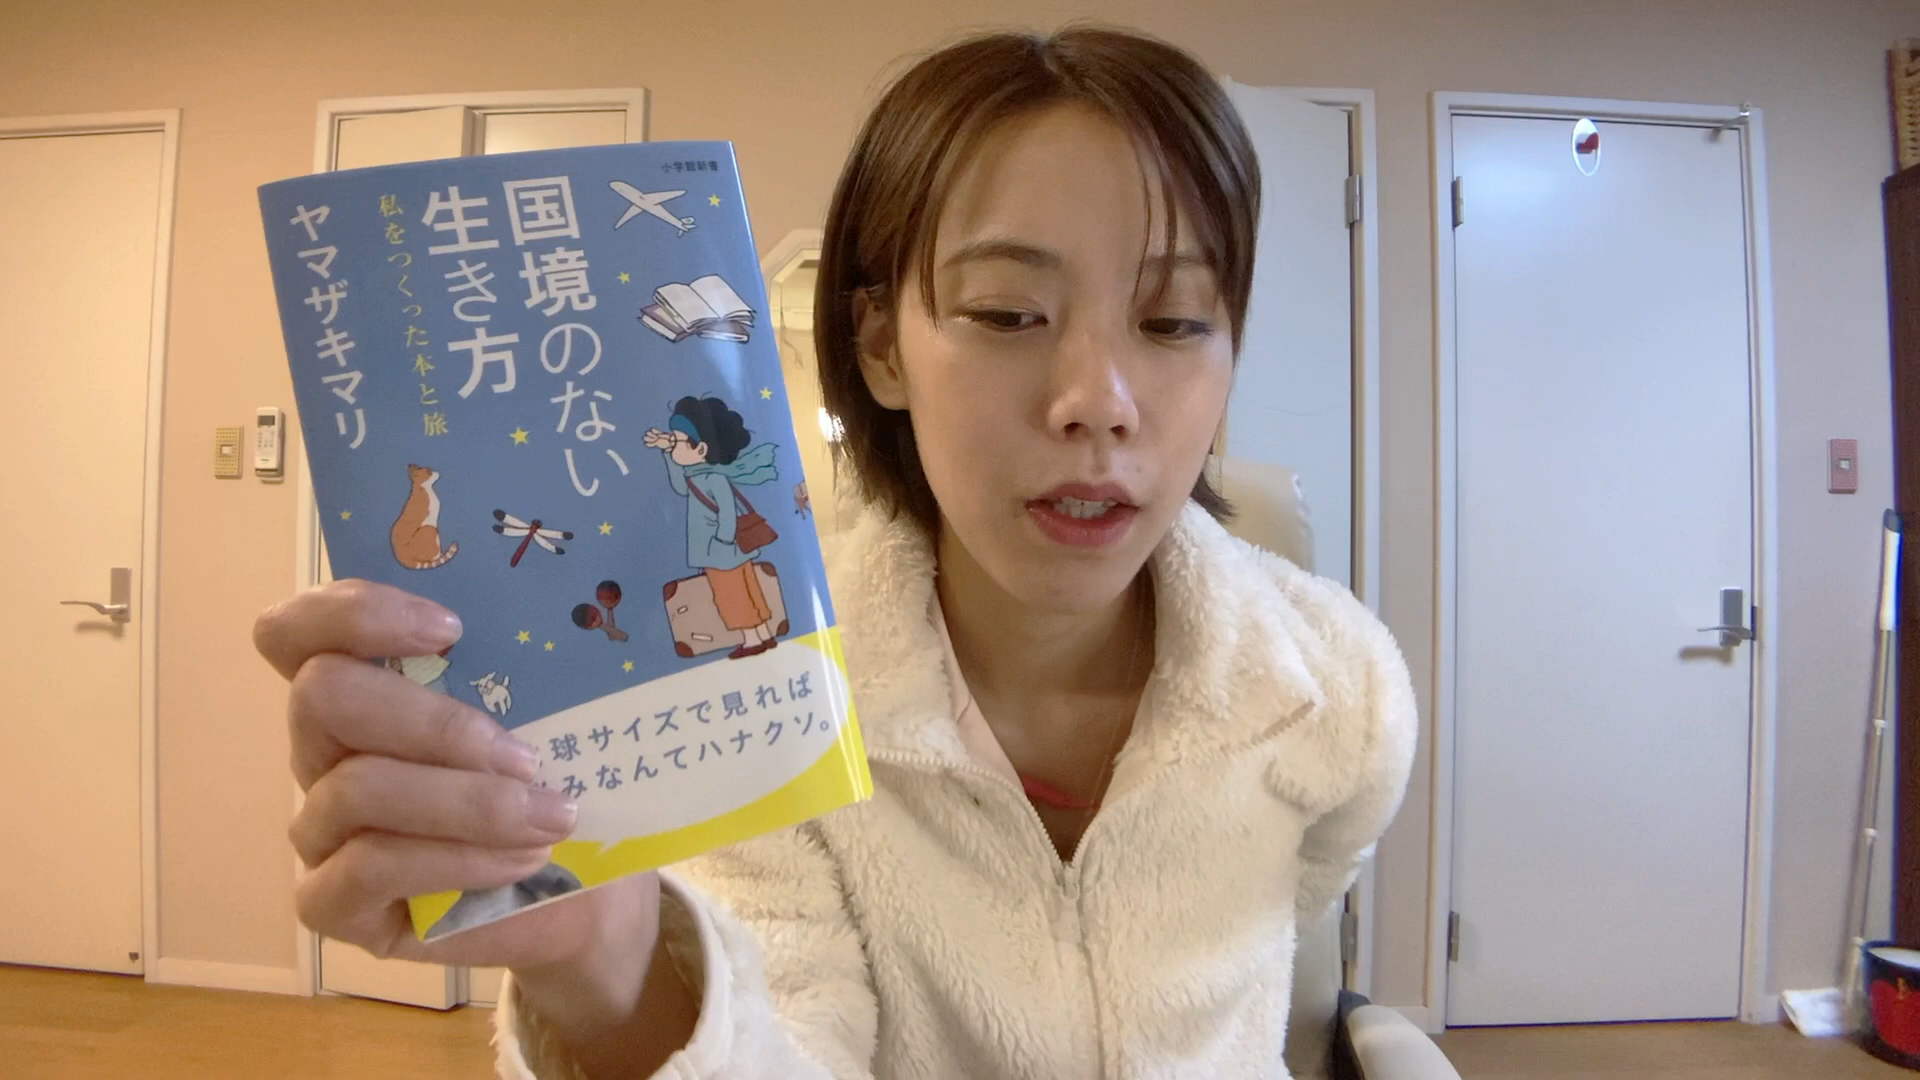 小学館新書
国境のない
生き方
私をつくった本と旅
ヤマザキマリ
球サイズで見れば
みなんてハナクソ。